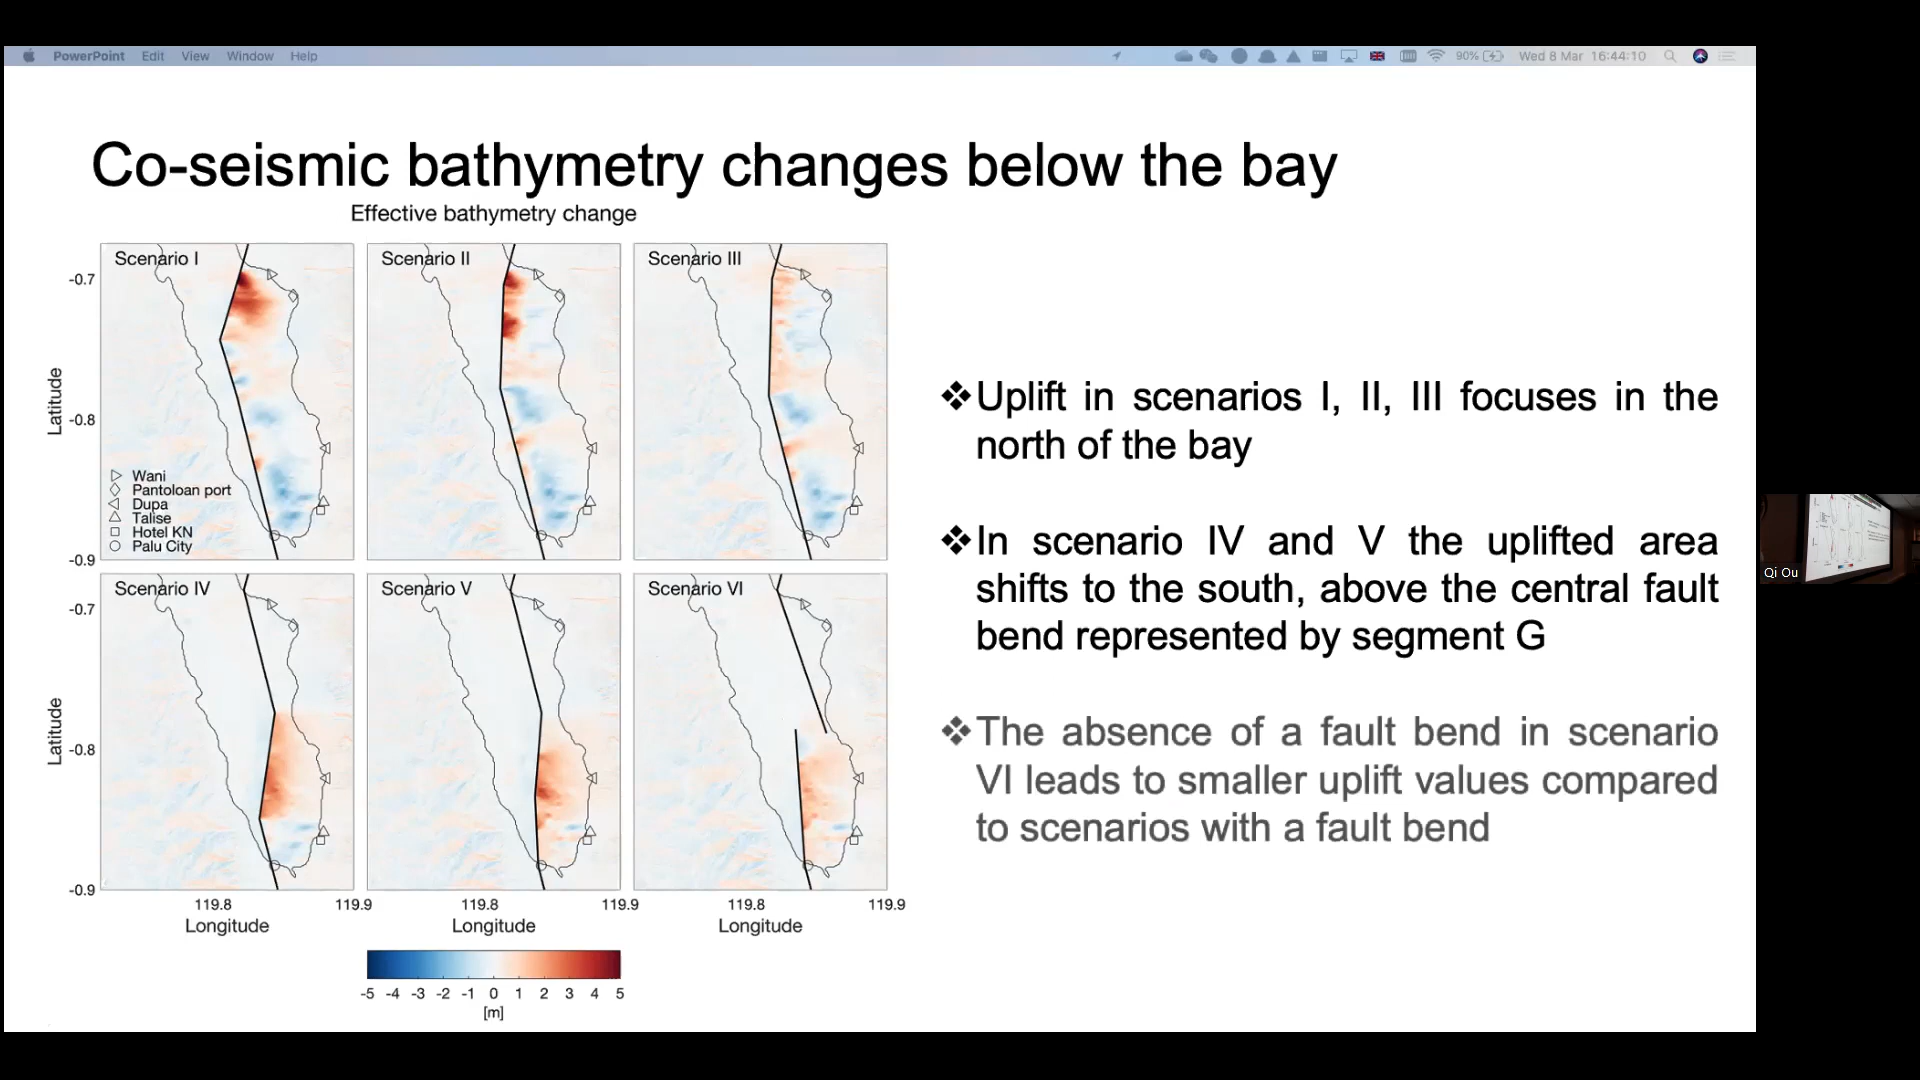 PowerPoint Edit View Window Help 90% Wed 8 Mar 16:44:10
Co-seismic bathymetry changes below the bay
Effective bathymetry change
Scenario I Scenario II Scenario III
-0.7
Latitude
-0.8
Wani
Pantoloan port
Dupa
Talise
Hotel KN
Palu City
-0.9
Scenario IV Scenario V Scenario VI
-0.7
Latitude
-0.8
-0.9
119.8 119.9 119.8 119.9 119.8 119.9
Longitude Longitude Longitude
-5 -4 -3 -2 -1 0 1 2 3 4 5
[m]
❖Uplift in scenarios I, II, III focuses in the
north of the bay
❖In scenario IV and V the uplifted area
shifts to the south, above the central fault
bend represented by segment G
❖The absence of a fault bend in scenario
VI leads to smaller uplift values compared
to scenarios with a fault bend
Qi Ou